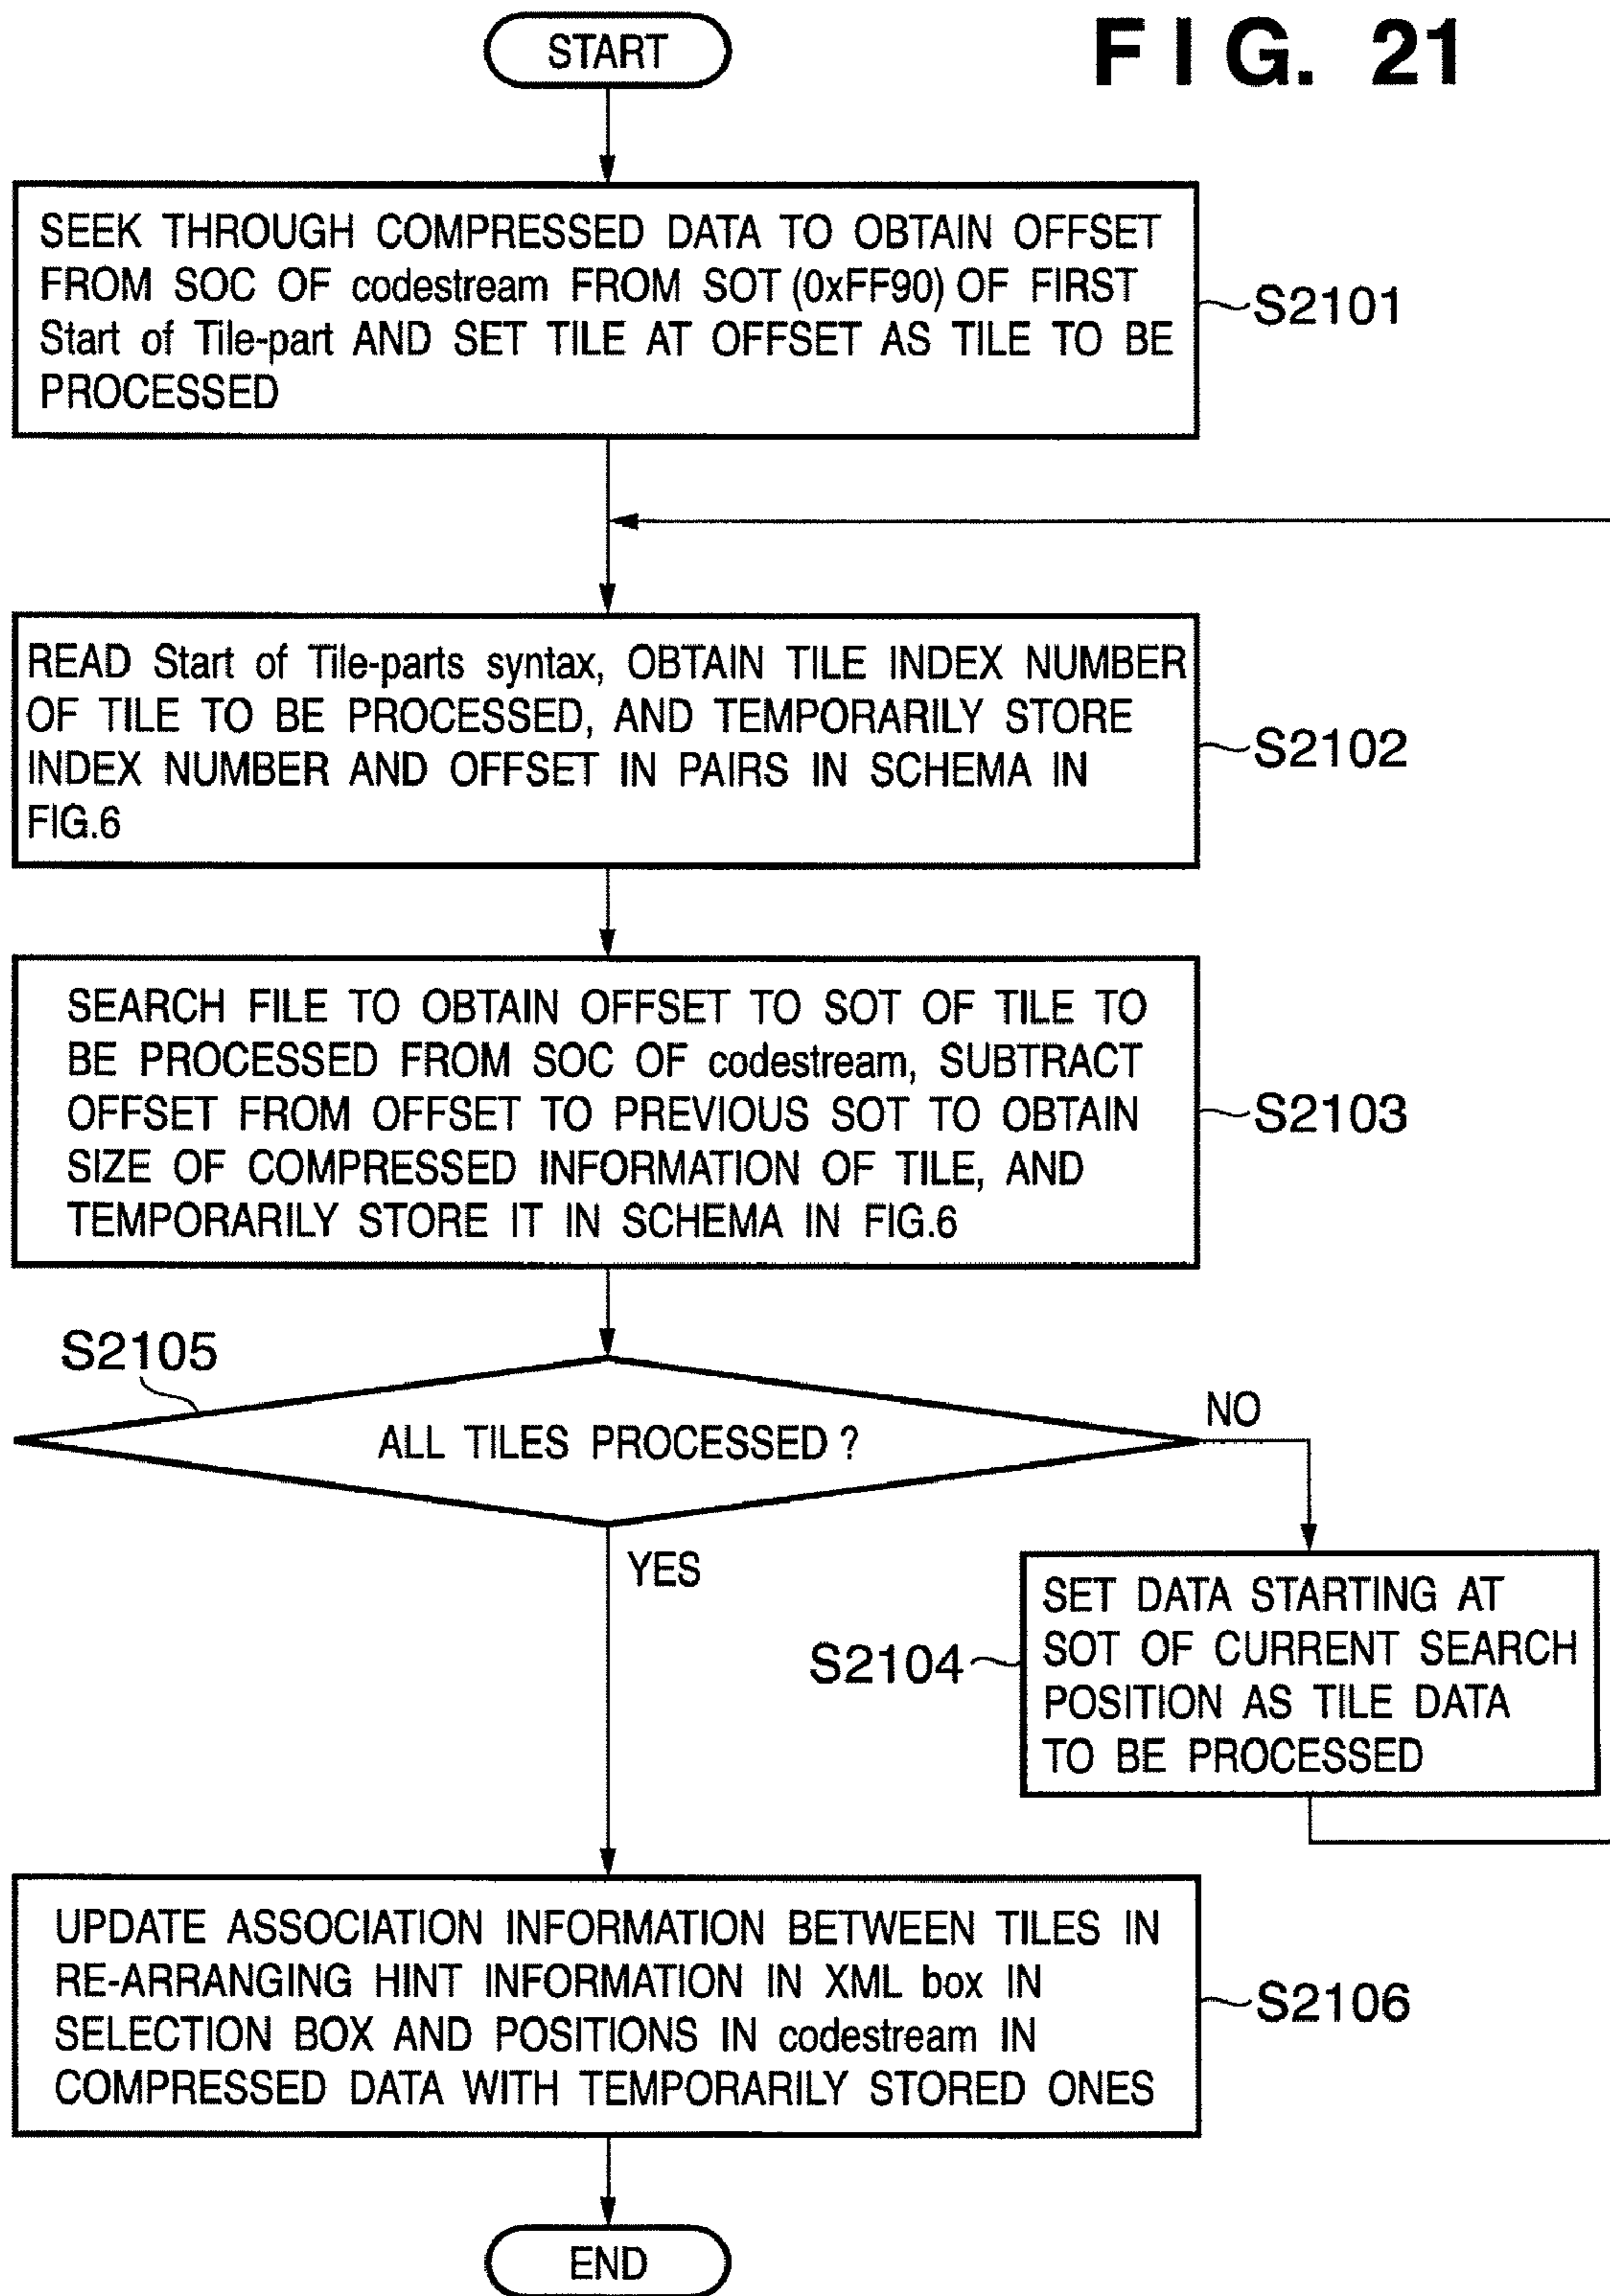 START
FIG. 21
SEEK THROUGH COMPRESSED DATA TO OBTAIN OFFSET
FROM SOC OF codestream FROM SOT (0xFF90) OF FIRST
Start of Tile-part AND SET TILE AT OFFSET AS TILE TO BE
PROCESSED
S2101
READ Start of Tile-parts syntax, OBTAIN TILE INDEX NUMBER
OF TILE TO BE PROCESSED, AND TEMPORARILY STORE
INDEX NUMBER AND OFFSET IN PAIRS IN SCHEMA IN
FIG.6
S2102
SEARCH FILE TO OBTAIN OFFSET TO SOT OF TILE TO
BE PROCESSED FROM SOC OF codestream, SUBTRACT
OFFSET FROM OFFSET TO PREVIOUS SOT TO OBTAIN
SIZE OF COMPRESSED INFORMATION OF TILE, AND
TEMPORARILY STORE IT IN SCHEMA IN FIG.6
S2103
S2105
ALL TILES PROCESSED ?
NO
YES
SET DATA STARTING AT
SOT OF CURRENT SEARCH
POSITION AS TILE DATA
TO BE PROCESSED
S2104
UPDATE ASSOCIATION INFORMATION BETWEEN TILES IN
RE-ARRANGING HINT INFORMATION IN XML box IN
SELECTION BOX AND POSITIONS IN codestream IN
COMPRESSED DATA WITH TEMPORARILY STORED ONES
S2106
END